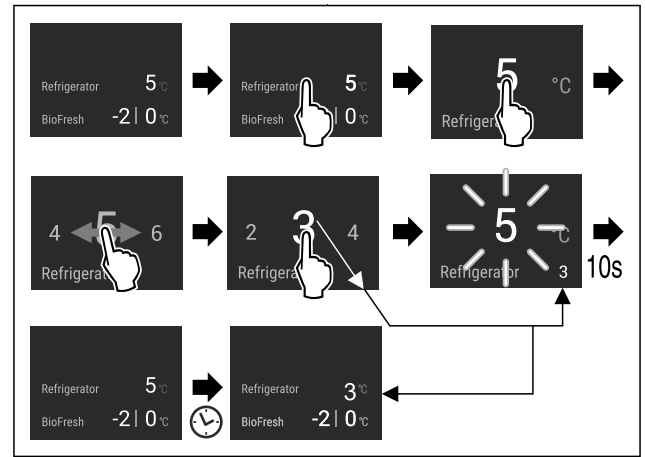 Refrigerator 5 °C
BioFresh -2 | 0 °C
Refrigerator 5 °C
BioFresh | 0 °C
5 °C
Refriger
4 5 6
Refrigerat
2 3 4
Refrigera
5 °C
Refrigerator 3
10s
Refrigerator 5 °C
BioFresh -2 | 0 °C
Refrigerator 3 °C
BioFresh -2 | 0 °C